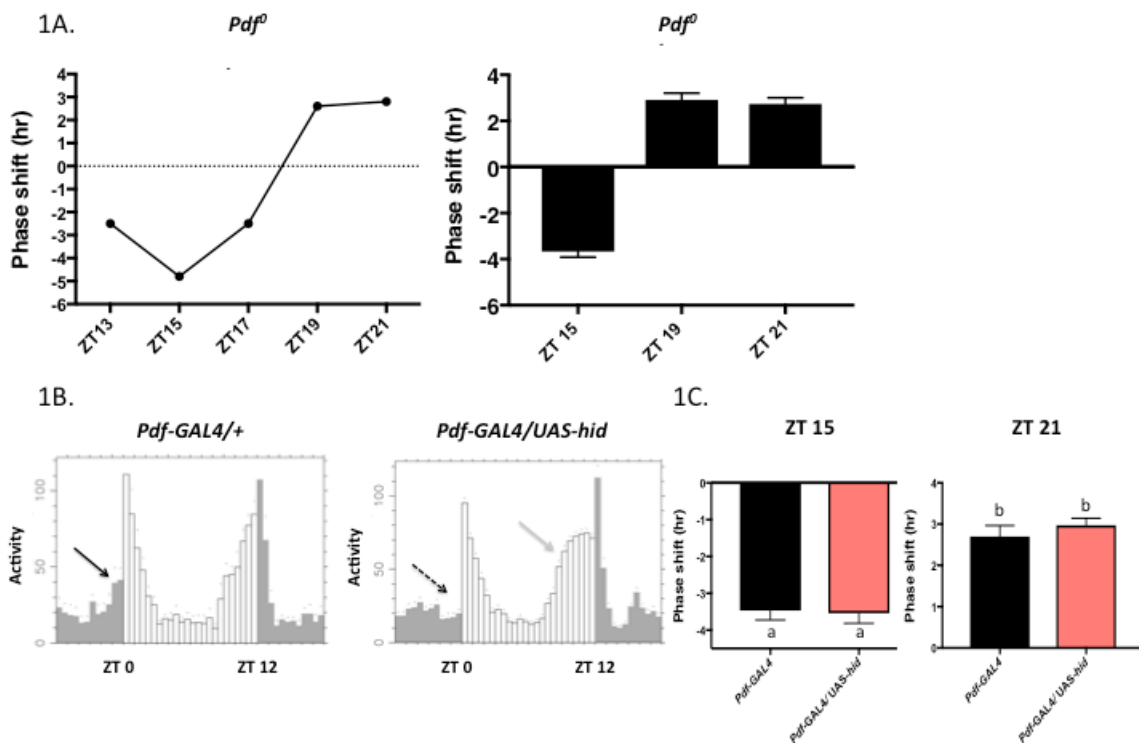 1A.
Pdf⁰
Phase shift (hr)
4
3
2
1
0
-1
-2
-3
-4
-5
-6
ZT13
ZT15
ZT17
ZT19
ZT21
Pdf⁰
Phase shift (hr)
4
2
0
-2
-4
-6
ZT 15
ZT 19
ZT 21
1B.
Pdf-GAL4/+
Activity
100
50
0
ZT 0
ZT 12
Pdf-GAL4/UAS-hid
Activity
100
50
0
ZT 0
ZT 12
1C.
ZT 15
Phase shift (hr)
0
-1
-2
-3
-4
a
a
Pdf-GAL4
Pdf-GAL4/UAS-hid
ZT 21
Phase shift (hr)
4
3
2
1
0
b
b
Pdf-GAL4
Pdf-GAL4/UAS-hid